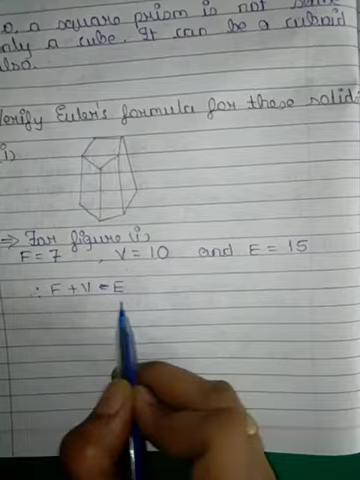 o, a square prism is not
only a cube. It can be a cuboid
also.
Verify Euler's formula for these solid
i)
⇒ For figure (i)
F = 7 , V = 10 and E = 15
∴ F + V = E